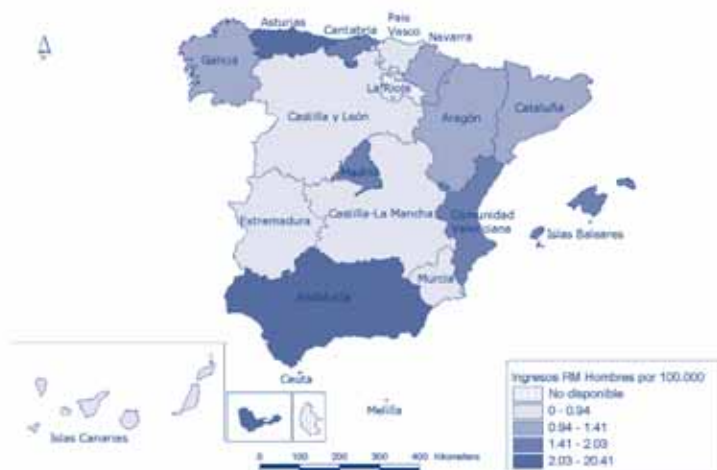 Asturias
Cantabria
País
Vasco
Navarra
Galicia
La Rioja
Castilla y León
Aragón
Cataluña
Madrid
Extremadura
Castilla-La Mancha
Comunidad
Valenciana
Islas Baleares
Murcia
Andalucía
Ceuta
Melilla
Islas Canarias
0 100 200 300 400 Kilometers
Ingresos RM Hombres por 100.000
No disponible
0 - 0.94
0.94 - 1.41
1.41 - 2.03
2.03 - 20.41